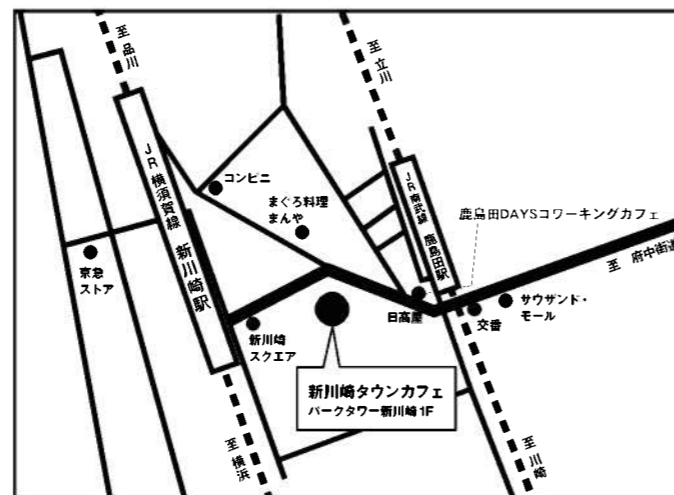 至品川
至立川
JR横須賀線 新川崎駅
コンビニ
まぐろ料理
まんや
JR南武線 鹿島田駅
鹿島田DAYSコワーキングカフェ
京急
ストア
至 府中街道
日高屋
交番
サウザンド・
モール
新川崎
スクエア
新川崎タウンカフェ
パークタワー新川崎1F
至横浜
至川崎